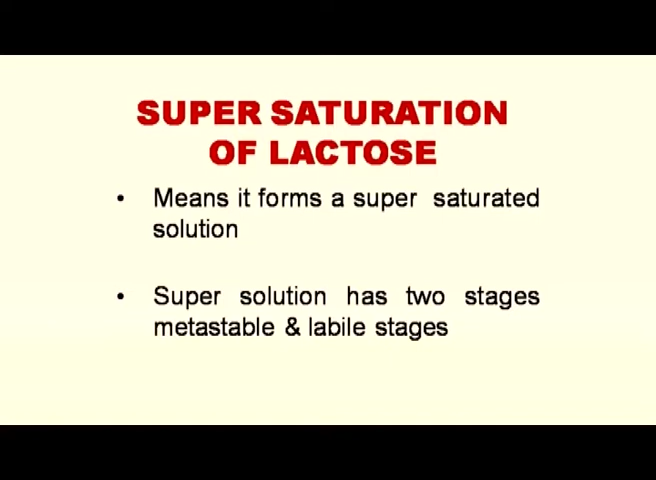 SUPER SATURATION
OF LACTOSE
• Means it forms a super saturated
solution
• Super solution has two stages
metastable & labile stages